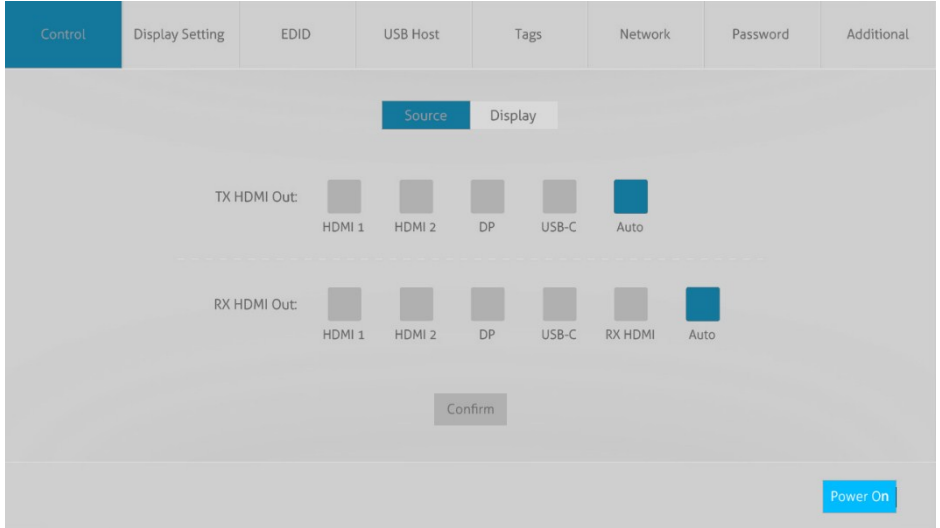 Control Display Setting EDID USB Host Tags Network Password Additional
Source Display
TX HDMI Out:
HDMI 1 HDMI 2 DP USB-C Auto
RX HDMI Out:
HDMI 1 HDMI 2 DP USB-C RX HDMI Auto
Confirm
Power On